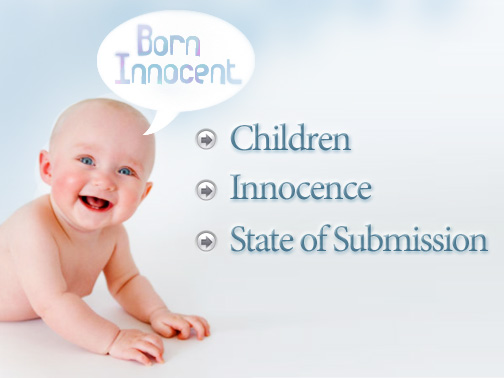 Born
Innocent
Children
Innocence
State of Submission